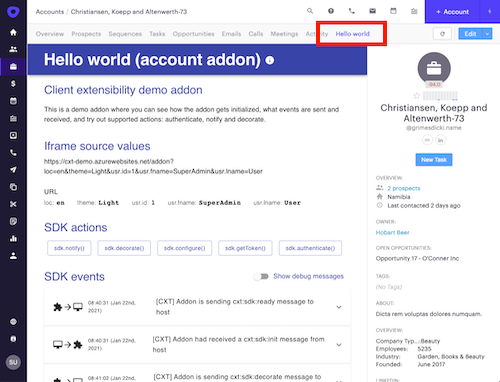 Accounts / Christiansen, Koepp and Altenwerth-73
+ Account
Overview Prospects Sequences Tasks Opportunities Emails Calls Meetings Activity Hello world
Edit
Hello world (account addon)
Client extensibility demo addon
This is a demo addon where you can see how the addon gets initialized, what events are sent and
received, and try out supported actions: authenticate, notify and decorate.
Iframe source values
https://cxt-demo.azurewebsites.net/addon?
loc=en&theme=Light&usr.id=1&usr.fname=SuperAdmin&usr.lname=User
URL
loc: en theme: Light usr.id: 1 usr.fname: SuperAdmin usr.lname: User
SDK actions
sdk.notify() sdk.decorate() sdk.configure() sdk.getToken() sdk.authenticate()
SDK events
Show debug messages
08:40:31 (Jan 22nd, 2021)
[CXT] Addon is sending cxt:sdk:ready message to
host
08:40:31 (Jan 22nd, 2021)
[CXT] Addon had received a cxt:sdk:init message from
host
08:41:02 (Jan 22nd,
[CXT] Addon is sending cxt:sdk:decorate message to
SU
Christiansen, Koepp and
Altenwerth-73
@grimesdicki.name
New Task
OVERVIEW:
2 prospects
Namibia
Last contacted 2 days ago
OWNER:
Hobart Beer
OPEN OPPORTUNITIES:
Opportunity 17 - O'Conner Inc
TAGS:
(No Tags)
ABOUT:
Dicta rem voluptas dolores numquam.
OVERVIEW:
Company Typ... Beauty
Employees: 5235
Industry: Garden, Books & Beauty
Founded: June 2017
LINKEDIN: